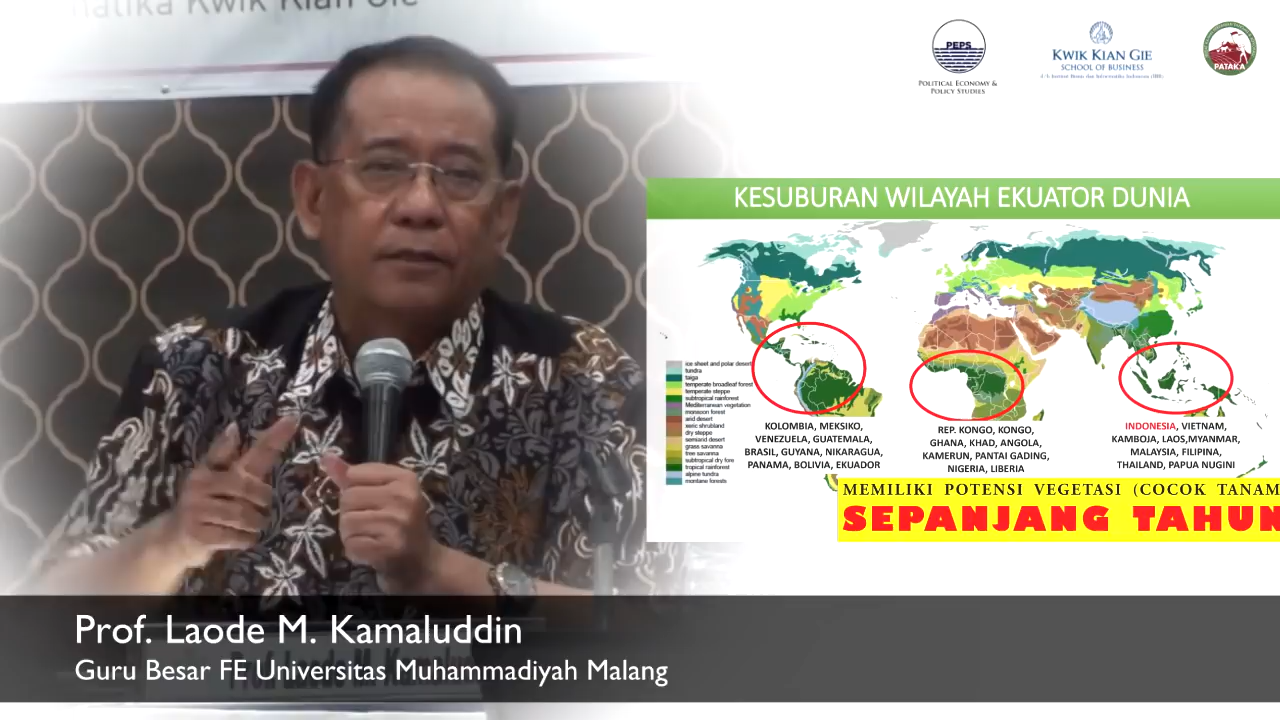 Kwik Kian Gie
PEPS
POLITICAL ECONOMY &
POLICY STUDIES
KWIK KIAN GIE
SCHOOL OF BUSINESS
PATAKA
KESUBURAN WILAYAH EKUATOR DUNIA
ice sheet and polar desert
tundra
taiga
temperate broadleaf forest
temperate steppe
subtropical rainforest
Mediterranean vegetation
monsoon forest
arid desert
xeric shrubland
dry steppe
semiarid desert
grass savanna
tree savanna
subtropical dry fore
tropical rainforest
alpine tundra
montane forests
KOLOMBIA, MEKSIKO,
VENEZUELA, GUATEMALA,
BRASIL, GUYANA, NIKARAGUA,
PANAMA, BOLIVIA, EKUADOR
REP. KONGO, KONGO,
GHANA, KHAD, ANGOLA,
KAMERUN, PANTAI GADING,
NIGERIA, LIBERIA
INDONESIA, VIETNAM,
KAMBOJA, LAOS,MYANMAR,
MALAYSIA, FILIPINA,
THAILAND, PAPUA NUGINI
MEMILIKI POTENSI VEGETASI (COCOK TANAM
SEPANJANG TAHUN
Prof. Laode M. Kamaluddin
Guru Besar FE Universitas Muhammadiyah Malang